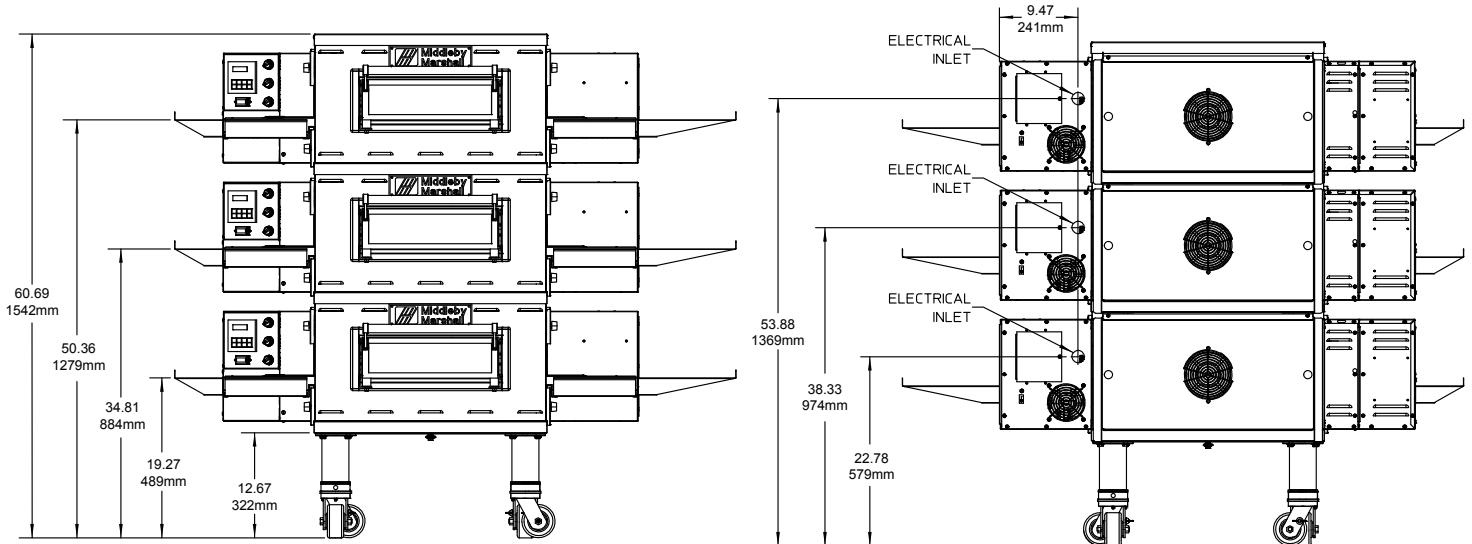 Middleby
Marshall
Middleby
Marshall
Middleby
Marshall
60.69
1542mm
50.36
1279mm
34.81
884mm
19.27
489mm
12.67
322mm
9.47
241mm
ELECTRICAL
INLET
ELECTRICAL
INLET
ELECTRICAL
INLET
53.88
1369mm
38.33
974mm
22.78
579mm